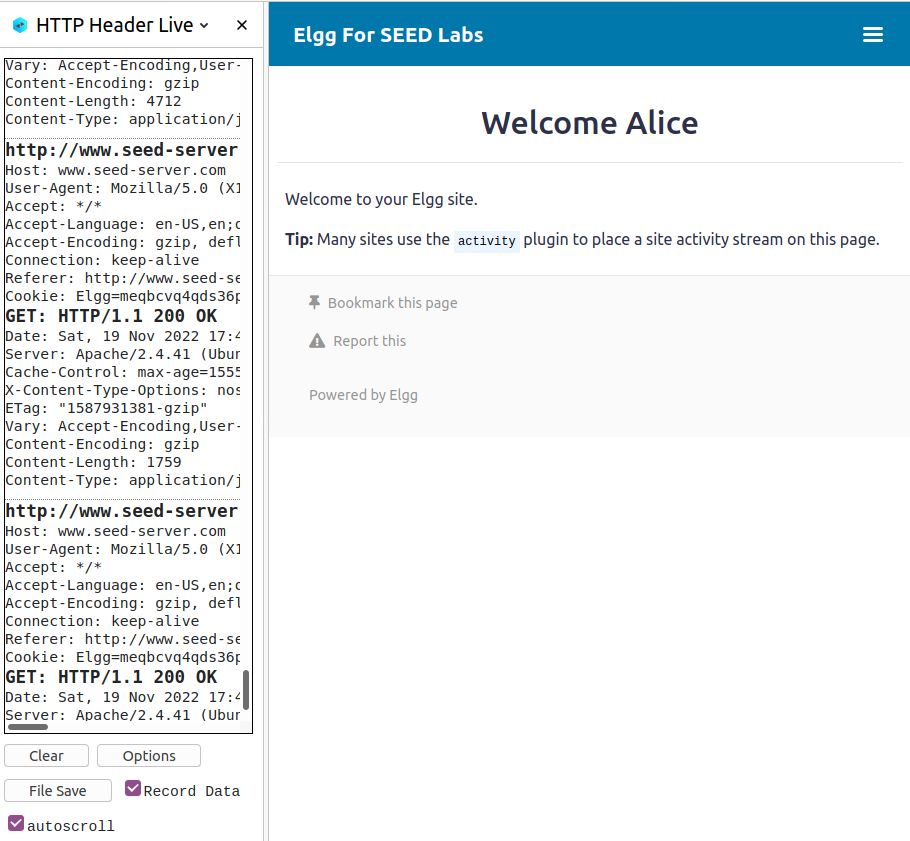 HTTP Header Live
Vary: Accept-Encoding,User-
Content-Encoding: gzip
Content-Length: 4712
Content-Type: application/j
http://www.seed-server
Host: www.seed-server.com
User-Agent: Mozilla/5.0 (X1
Accept: */*
Accept-Language: en-US,en;q
Accept-Encoding: gzip, defl
Connection: keep-alive
Referer: http://www.seed-se
Cookie: Elgg=meqbcvq4qds36p
GET: HTTP/1.1 200 OK
Date: Sat, 19 Nov 2022 17:4
Server: Apache/2.4.41 (Ubun
Cache-Control: max-age=1555
X-Content-Type-Options: nos
ETag: "1587931381-gzip"
Vary: Accept-Encoding,User-
Content-Encoding: gzip
Content-Length: 1759
Content-Type: application/j
http://www.seed-server
Host: www.seed-server.com
User-Agent: Mozilla/5.0 (X1
Accept: */*
Accept-Language: en-US,en;q
Accept-Encoding: gzip, defl
Connection: keep-alive
Referer: http://www.seed-se
Cookie: Elgg=meqbcvq4qds36p
GET: HTTP/1.1 200 OK
Date: Sat, 19 Nov 2022 17:4
Server: Apache/2.4.41 (Ubun
Clear
Options
File Save
Record Data
autoscroll
Elgg For SEED Labs
Welcome Alice
Welcome to your Elgg site.
Tip: Many sites use the activity plugin to place a site activity stream on this page.
Bookmark this page
Report this
Powered by Elgg